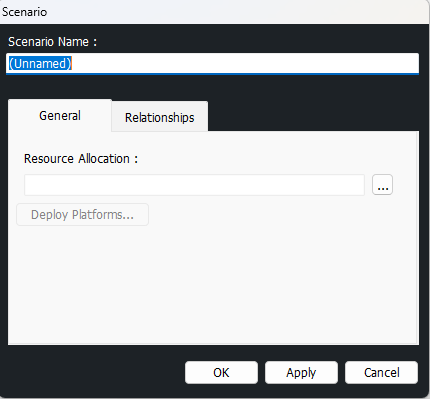 Scenario
Scenario Name :
(Unnamed)
General
Relationships
Resource Allocation :
...
Deploy Platforms...
OK
Apply
Cancel